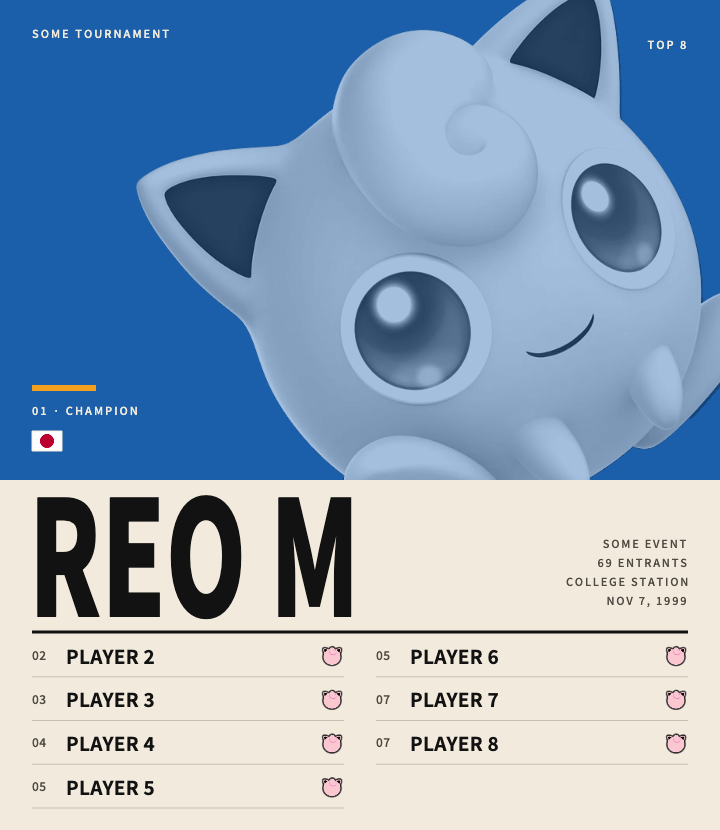 SOME TOURNAMENT
TOP 8
01 · CHAMPION
REO M
SOME EVENT
69 ENTRANTS
COLLEGE STATION
NOV 7, 1999
02 PLAYER 2
03 PLAYER 3
04 PLAYER 4
05 PLAYER 5
05 PLAYER 6
07 PLAYER 7
07 PLAYER 8